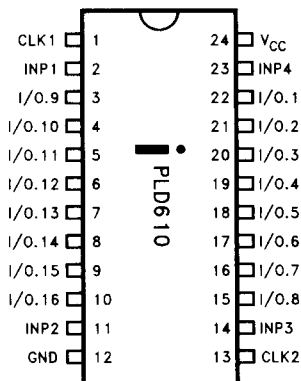 CLK1 1 24 VCC
INP1 2 23 INP4
I/O.9 3 22 I/O.1
I/O.10 4 21 I/O.2
I/O.11 5 20 I/O.3
I/O.12 6 19 I/O.4
I/O.13 7 18 I/O.5
I/O.14 8 17 I/O.6
I/O.15 9 16 I/O.7
I/O.16 10 15 I/O.8
INP2 11 14 INP3
GND 12 13 CLK2
PLD610